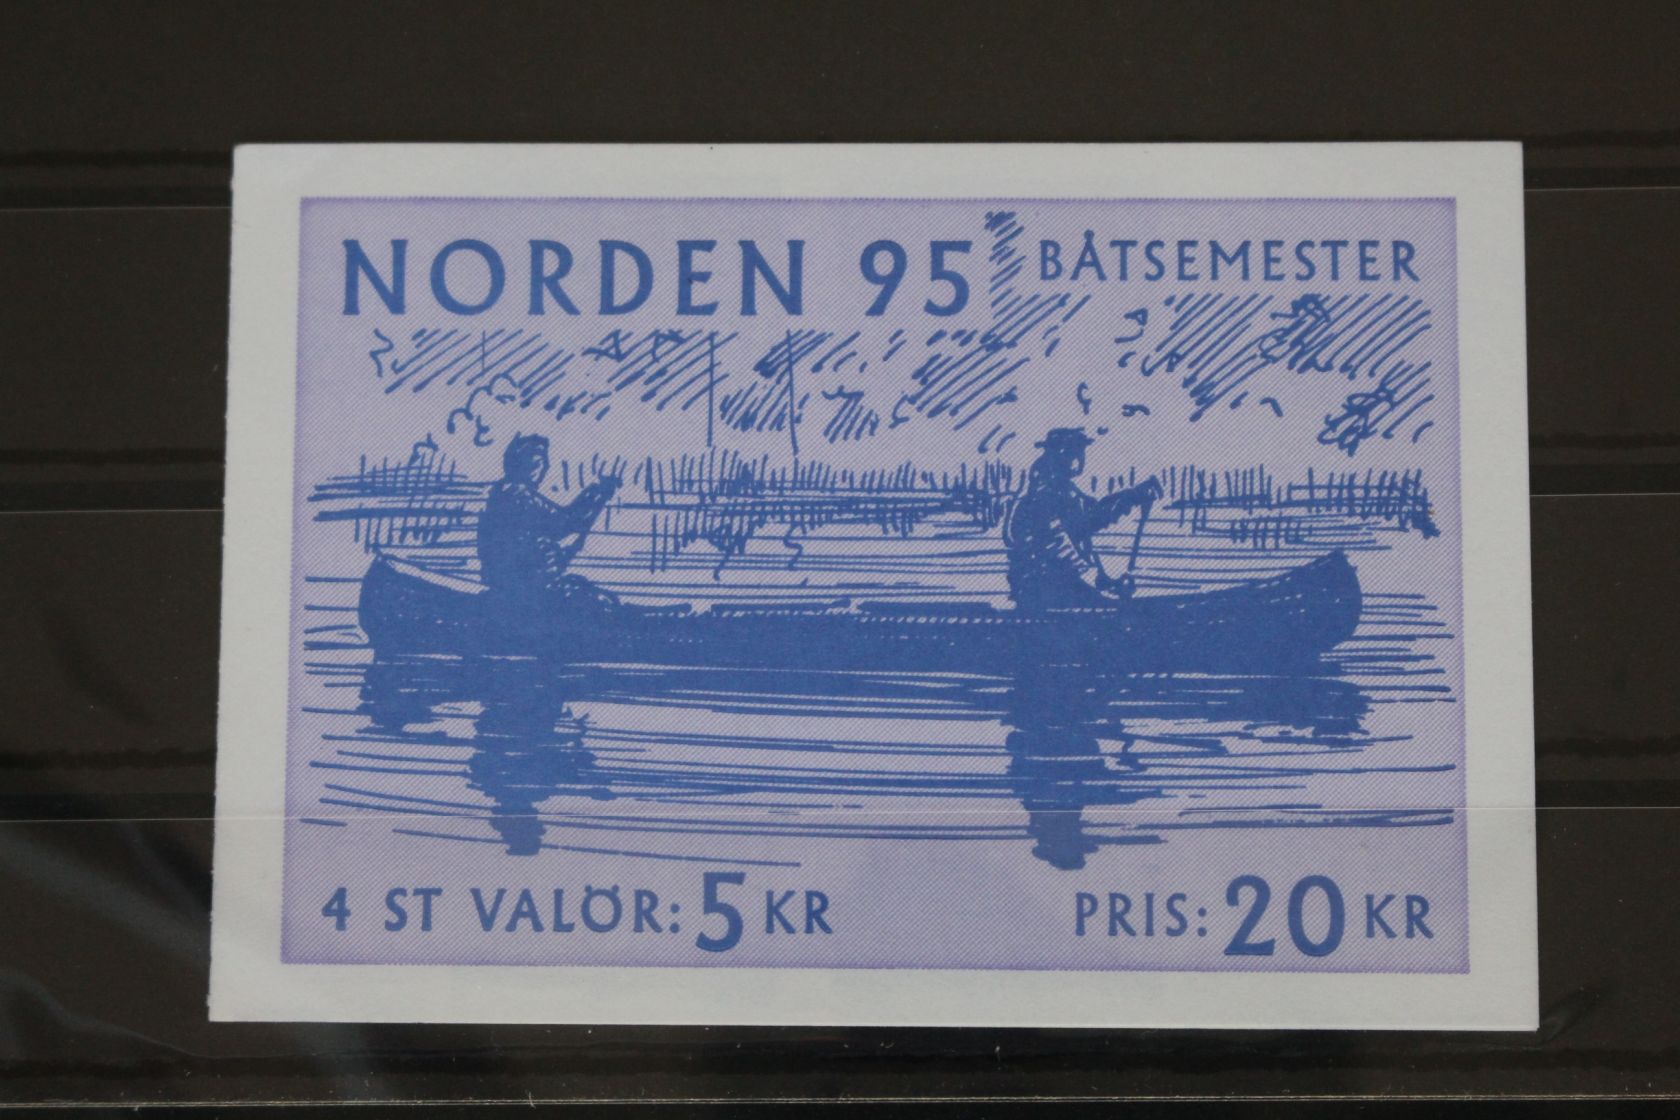 NORDEN 95 BÅTSEMESTER
4 ST VALÖR: 5 KR PRIS: 20 KR